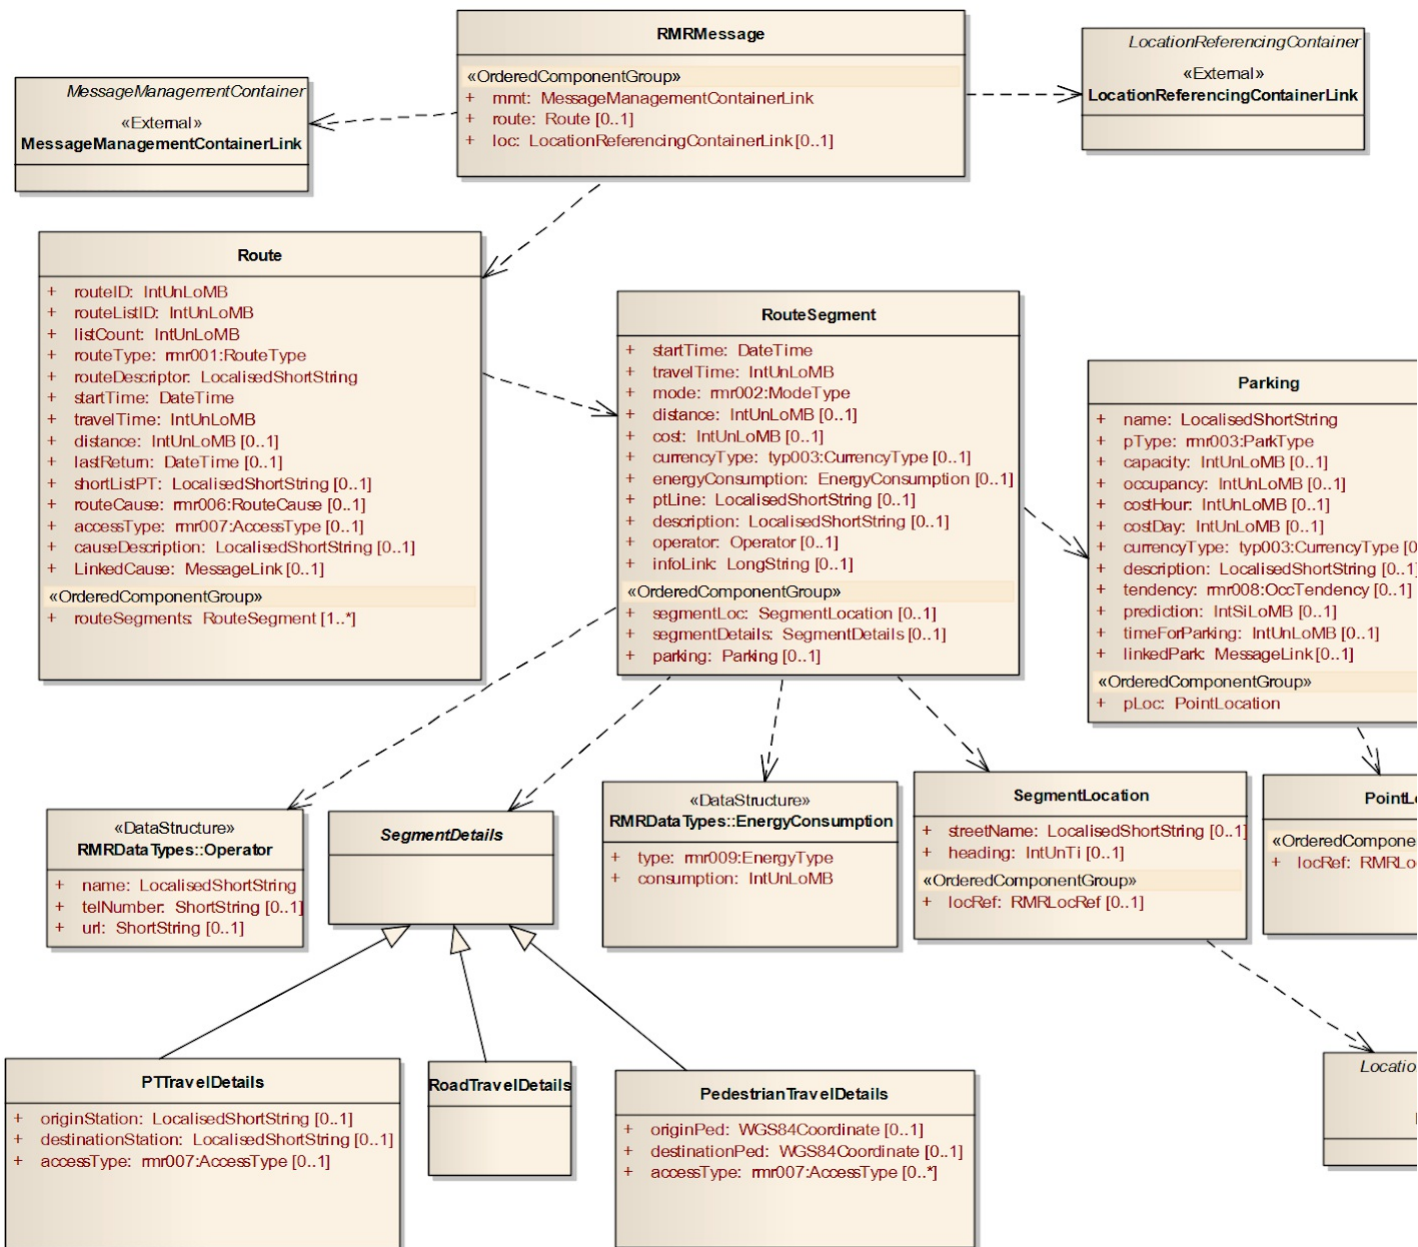 RMRMessage
«OrderedComponentGroup»
+ mmt: MessageManagementContainerLink
+ route: Route [0..1]
+ loc: LocationReferencingContainerLink [0..1]
MessageManagementContainer
«External»
MessageManagementContainerLink
LocationReferencingContainer
«External»
LocationReferencingContainerLink
Route
+ routeID: IntUnLoMB
+ routeListID: IntUnLoMB
+ listCount: IntUnLoMB
+ routeType: rmr001:RouteType
+ routeDescriptor: LocalisedShortString
+ startTime: DateTime
+ travelTime: IntUnLoMB
+ distance: IntUnLoMB [0..1]
+ lastReturn: DateTime [0..1]
+ shortListPT: LocalisedShortString [0..1]
+ routeCause: rmr006:RouteCause [0..1]
+ accessType: rmr007:AccessType [0..1]
+ causeDescription: LocalisedShortString [0..1]
+ LinkedCause: MessageLink [0..1]
«OrderedComponentGroup»
+ routeSegments: RouteSegment [1..*]
RouteSegment
+ startTime: DateTime
+ travelTime: IntUnLoMB
+ mode: rmr002:ModeType
+ distance: IntUnLoMB [0..1]
+ cost: IntUnLoMB [0..1]
+ currencyType: typ003:CurrencyType [0..1]
+ energyConsumption: EnergyConsumption [0..1]
+ ptLine: LocalisedShortString [0..1]
+ description: LocalisedShortString [0..1]
+ operator: Operator [0..1]
+ infoLink: LongString [0..1]
«OrderedComponentGroup»
+ segmentLoc: SegmentLocation [0..1]
+ segmentDetails: SegmentDetails [0..1]
+ parking: Parking [0..1]
Parking
+ name: LocalisedShortString
+ pType: rmr003:ParkType
+ capacity: IntUnLoMB [0..1]
+ occupancy: IntUnLoMB [0..1]
+ costHour: IntUnLoMB [0..1]
+ costDay: IntUnLoMB [0..1]
+ currencyType: typ003:CurrencyType [0
+ description: LocalisedShortString [0..1]
+ tendency: rmr008:OccTendency [0..1]
+ prediction: IntSiLoMB [0..1]
+ timeForParking: IntUnLoMB [0..1]
+ linkedPark: MessageLink [0..1]
«OrderedComponentGroup»
+ pLoc: PointLocation
«DataStructure»
RMRDataTypes::Operator
+ name: LocalisedShortString
+ telNumber: ShortString [0..1]
+ url: ShortString [0..1]
SegmentDetails
«DataStructure»
RMRDataTypes::EnergyConsumption
+ type: rmr009:EnergyType
+ consumption: IntUnLoMB
SegmentLocation
+ streetName: LocalisedShortString [0..1]
+ heading: IntUnTi [0..1]
«OrderedComponentGroup»
+ locRef: RMRLocRef [0..1]
PointL
«OrderedCompone
+ locRef: RMRLo
Locatio
PTTravelDetails
+ originStation: LocalisedShortString [0..1]
+ destinationStation: LocalisedShortString [0..1]
+ accessType: rmr007:AccessType [0..1]
RoadTravelDetails
PedestrianTravelDetails
+ originPed: WGS84Coordinate [0..1]
+ destinationPed: WGS84Coordinate [0..1]
+ accessType: rmr007:AccessType [0..*]